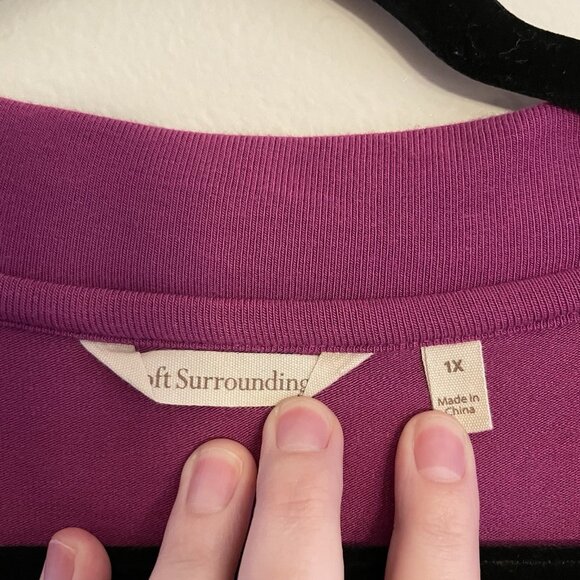 oft Surrounding
1X
Made in
China